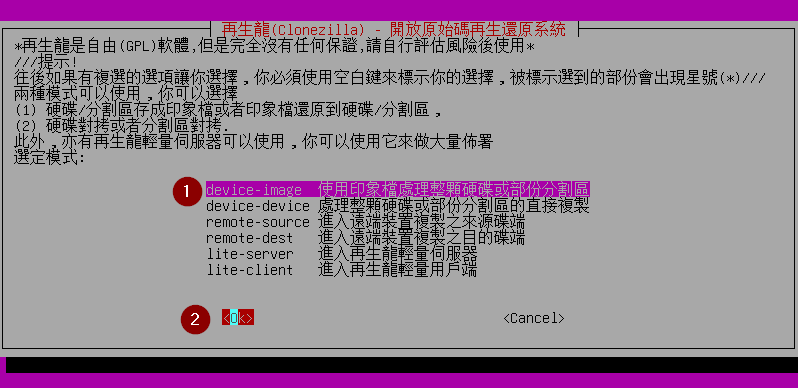 再生龍(Clonezilla) - 開放原始碼再生還原系統
*再生龍是自由(GPL)軟體,但是完全沒有任何保證,請自行評估風險後使用*
///提示!
往後如果有複選的選項讓你選擇,你必須使用空白鍵來標示你的選擇,被標示選到的部份會出現星號(*)///
兩種模式可以使用,你可以選擇
(1) 硬碟/分割區存成印象檔或者印象檔還原到硬碟/分割區,
(2) 硬碟對拷或者分割區對拷.
此外,亦有再生龍輕量伺服器可以使用,你可以使用它來做大量佈署
選定模式:
1 device-image 使用印象檔處理整顆硬碟或部份分割區
device-device 處理整顆硬碟或部份分割區的直接複製
remote-source 進入遠端裝置複製之來源碟端
remote-dest 進入遠端裝置複製之目的碟端
lite-server 進入再生龍輕量伺服器
lite-client 進入再生龍輕量用戶端
2 <Ok> <Cancel>